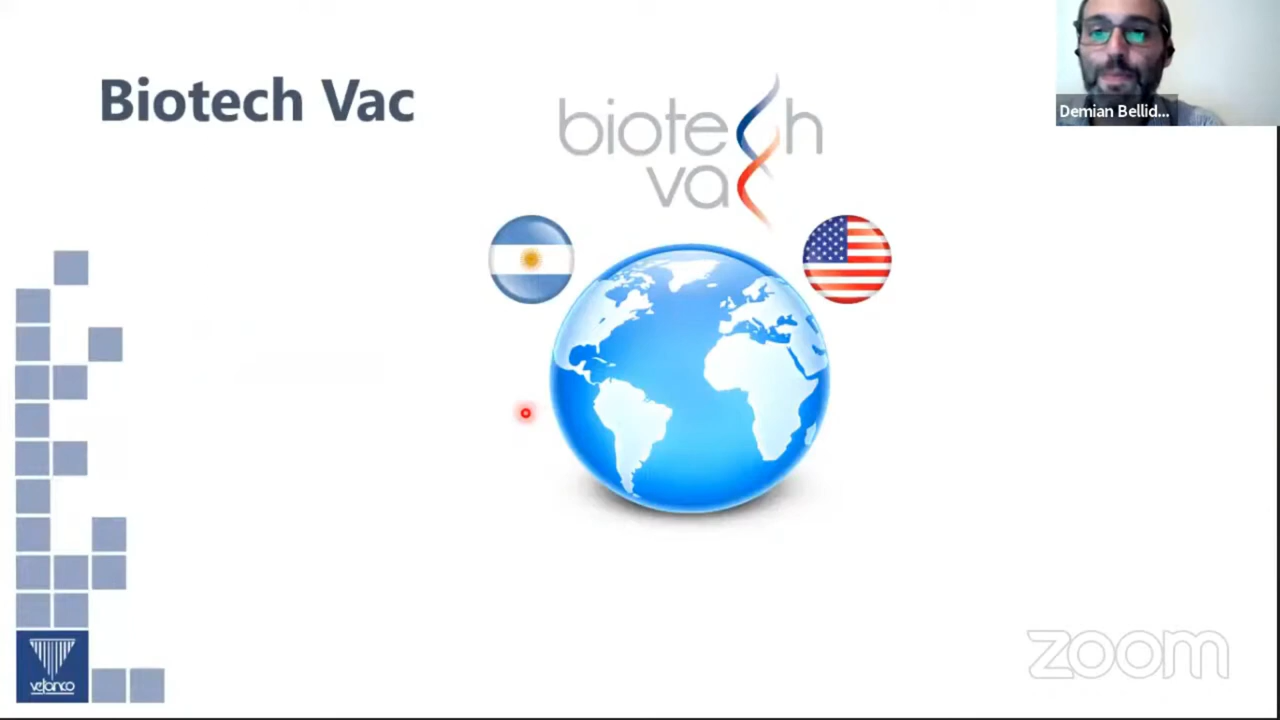 Biotech Vac
biotech
vac
Demian Bellid...
vetanco
zoom